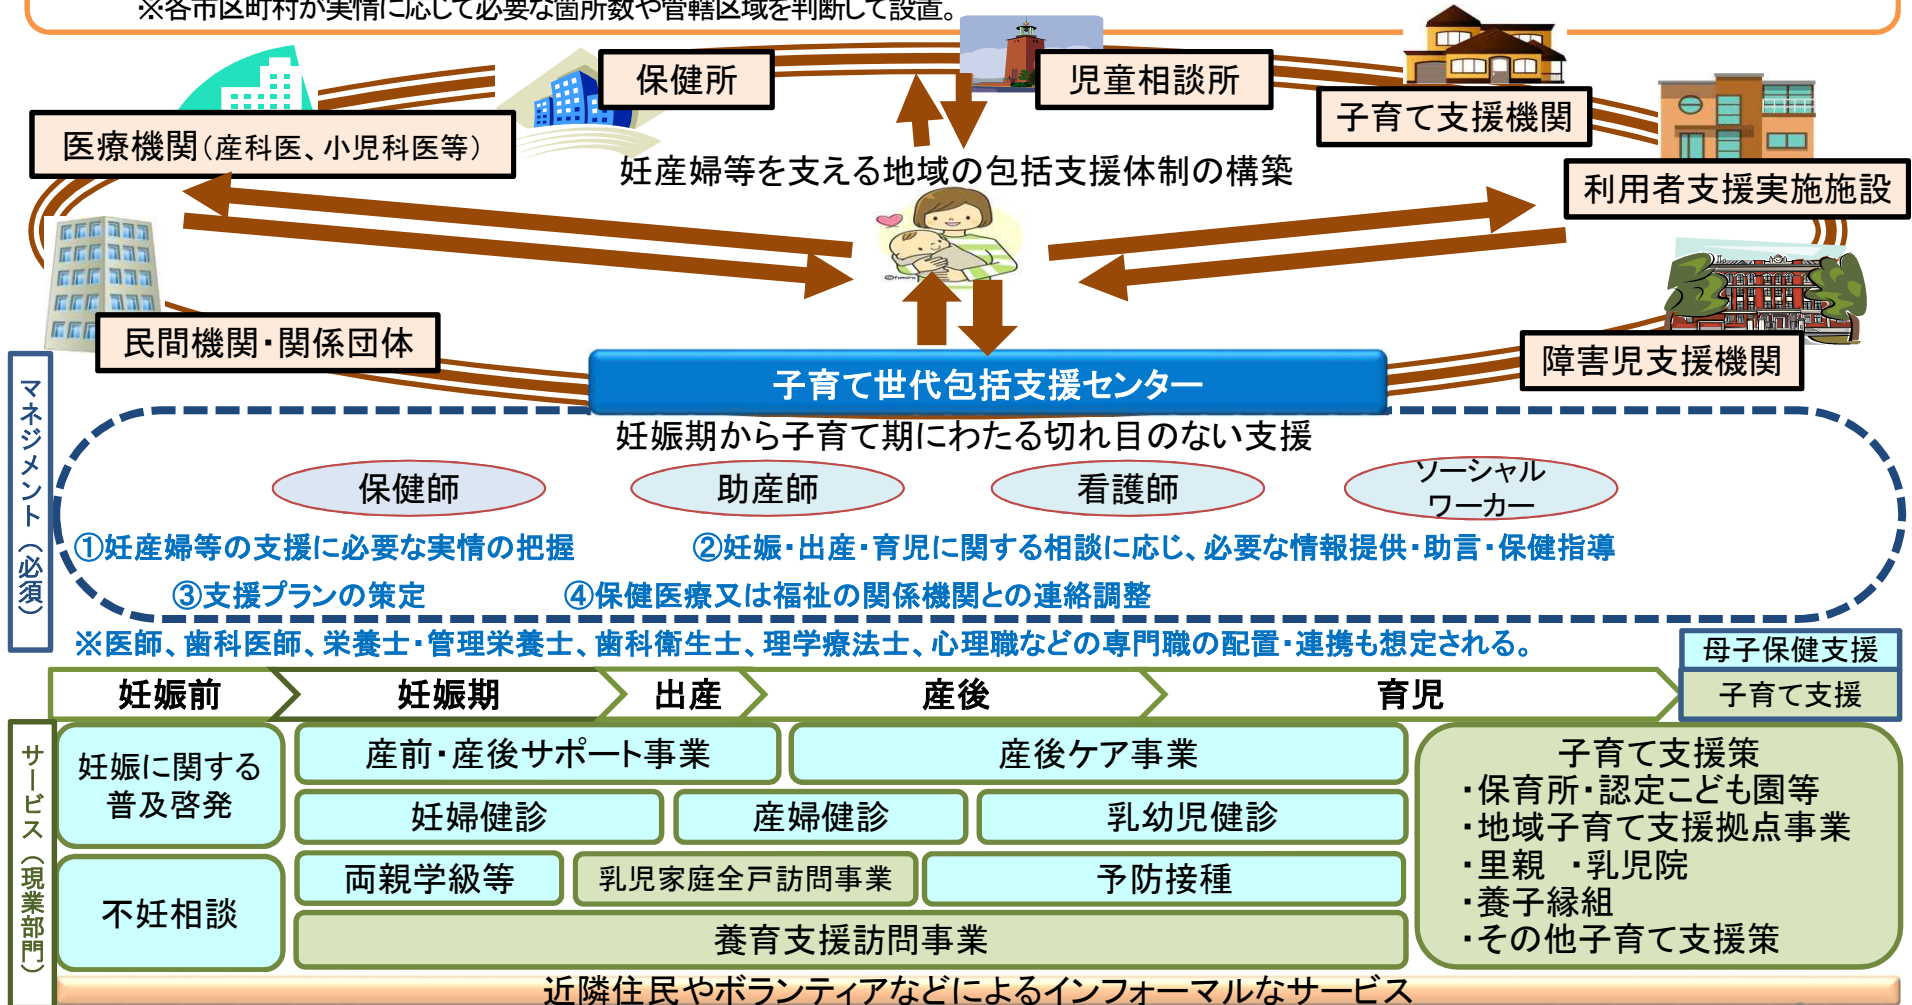 ※各市区町村が実情に応じて必要な箇所数や管轄区域を判断して設置。
保健所
児童相談所
子育て支援機関
医療機関(産科医、小児科医等)
利用者支援実施施設
妊産婦等を支える地域の包括支援体制の構築
民間機関・関係団体
障害児支援機関
子育て世代包括支援センター
マネジメント(必須)
妊娠期から子育て期にわたる切れ目のない支援
保健師
助産師
看護師
ソーシャル
ワーカー
①妊産婦等の支援に必要な実情の把握
②妊娠・出産・育児に関する相談に応じ、必要な情報提供・助言・保健指導
③支援プランの策定
④保健医療又は福祉の関係機関との連絡調整
※医師、歯科医師、栄養士・管理栄養士、歯科衛生士、理学療法士、心理職などの専門職の配置・連携も想定される。
母子保健支援
子育て支援
妊娠前
妊娠期
出産
産後
育児
サービス(現業部門)
妊娠に関する
普及啓発
産前・産後サポート事業
産後ケア事業
妊婦健診
産婦健診
乳幼児健診
不妊相談
両親学級等
乳児家庭全戸訪問事業
予防接種
養育支援訪問事業
子育て支援策
・保育所・認定こども園等
・地域子育て支援拠点事業
・里親 ・乳児院
・養子縁組
・その他子育て支援策
近隣住民やボランティアなどによるインフォーマルなサービス